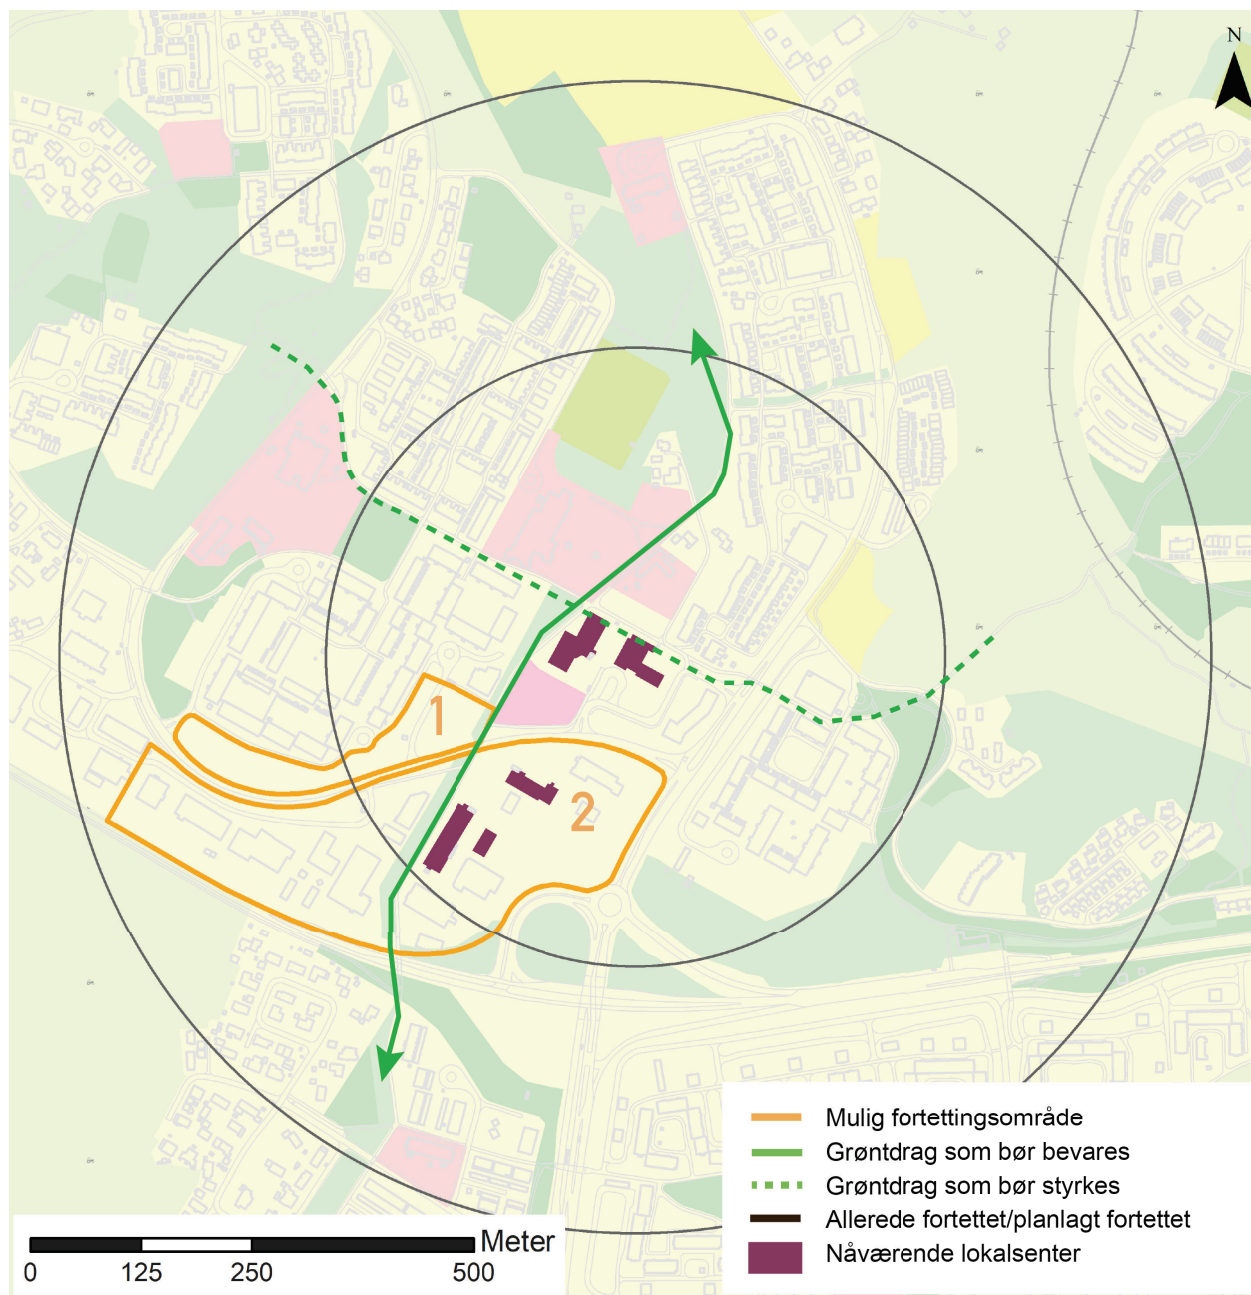 N
1
2
Mulig fortettingsområde
Grøntdrag som bør bevares
Grøntdrag som bør styrkes
Allerede fortettet/planlagt fortettet
Nåværende lokalsenter
Meter
0 125 250 500